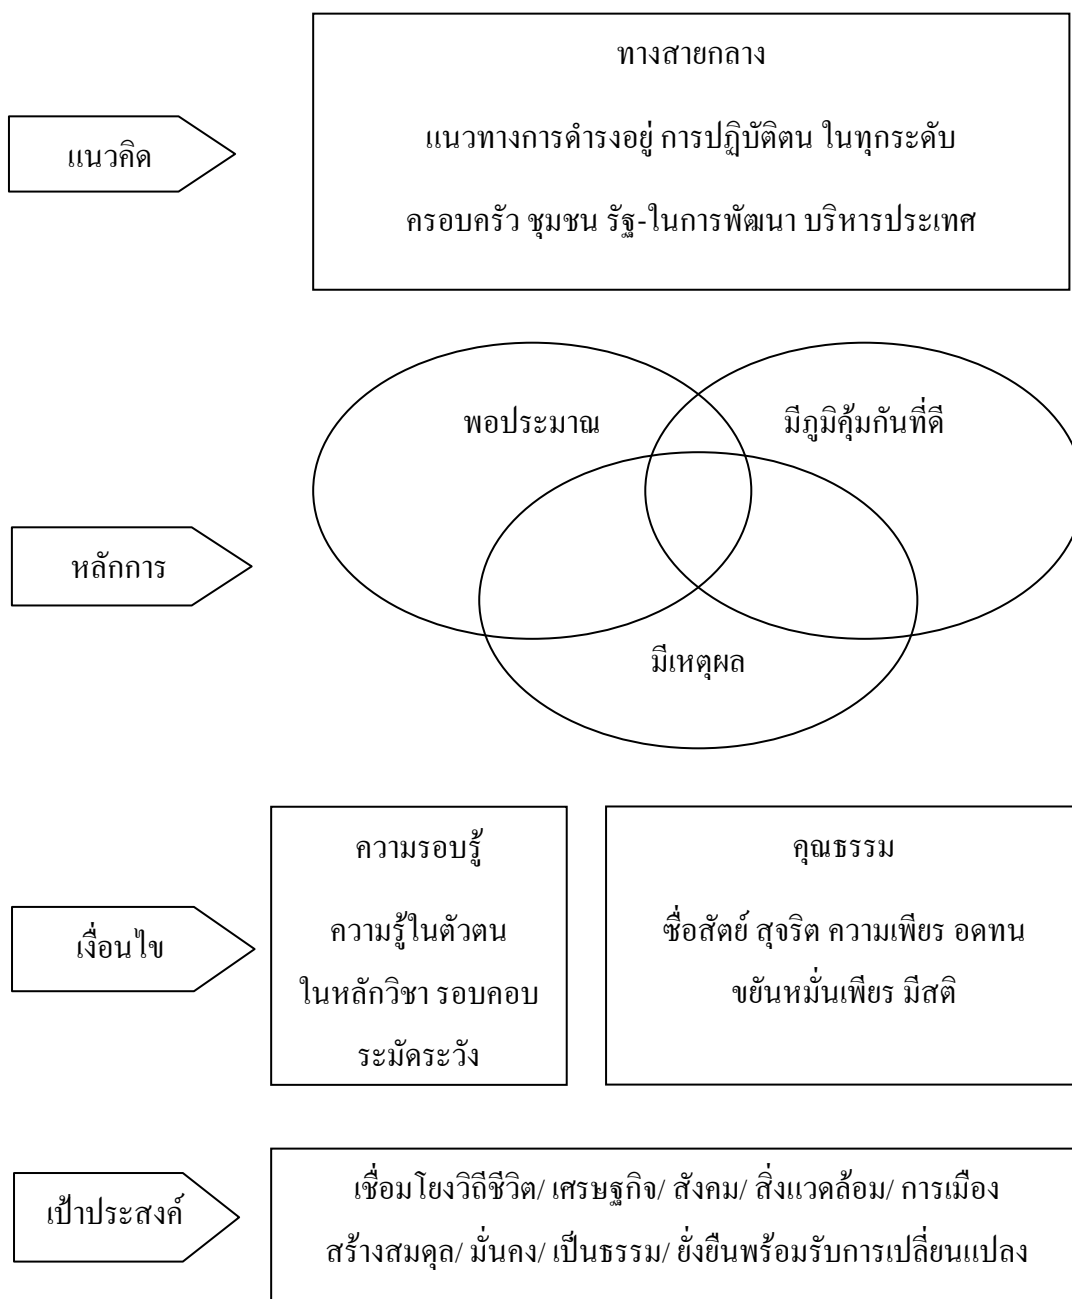 ทางสายกลาง
แนวคิด
แนวทางการดำรงอยู่ การปฏิบัติตน ในทุกระดับ
ครอบครัว ชุมชน รัฐ-ในการพัฒนา บริหารประเทศ
พอประมาณ
มีภูมิคุ้มกันที่ดี
หลักการ
มีเหตุผล
เงื่อนไข
ความรอบรู้
ความรู้ในตัวตน
ในหลักวิชา รอบคอบ
ระมัดระวัง
คุณธรรม
ซื่อสัตย์ สุจริต ความเพียร อดทน
ขยันหมั่นเพียร มีสติ
เป้าประสงค์
เชื่อมโยงวิถีชีวิต/ เศรษฐกิจ/ สังคม/ สิ่งแวดล้อม/ การเมือง
สร้างสมดุล/ มั่นคง/ เป็นธรรม/ ยั่งยืนพร้อมรับการเปลี่ยนแปลง